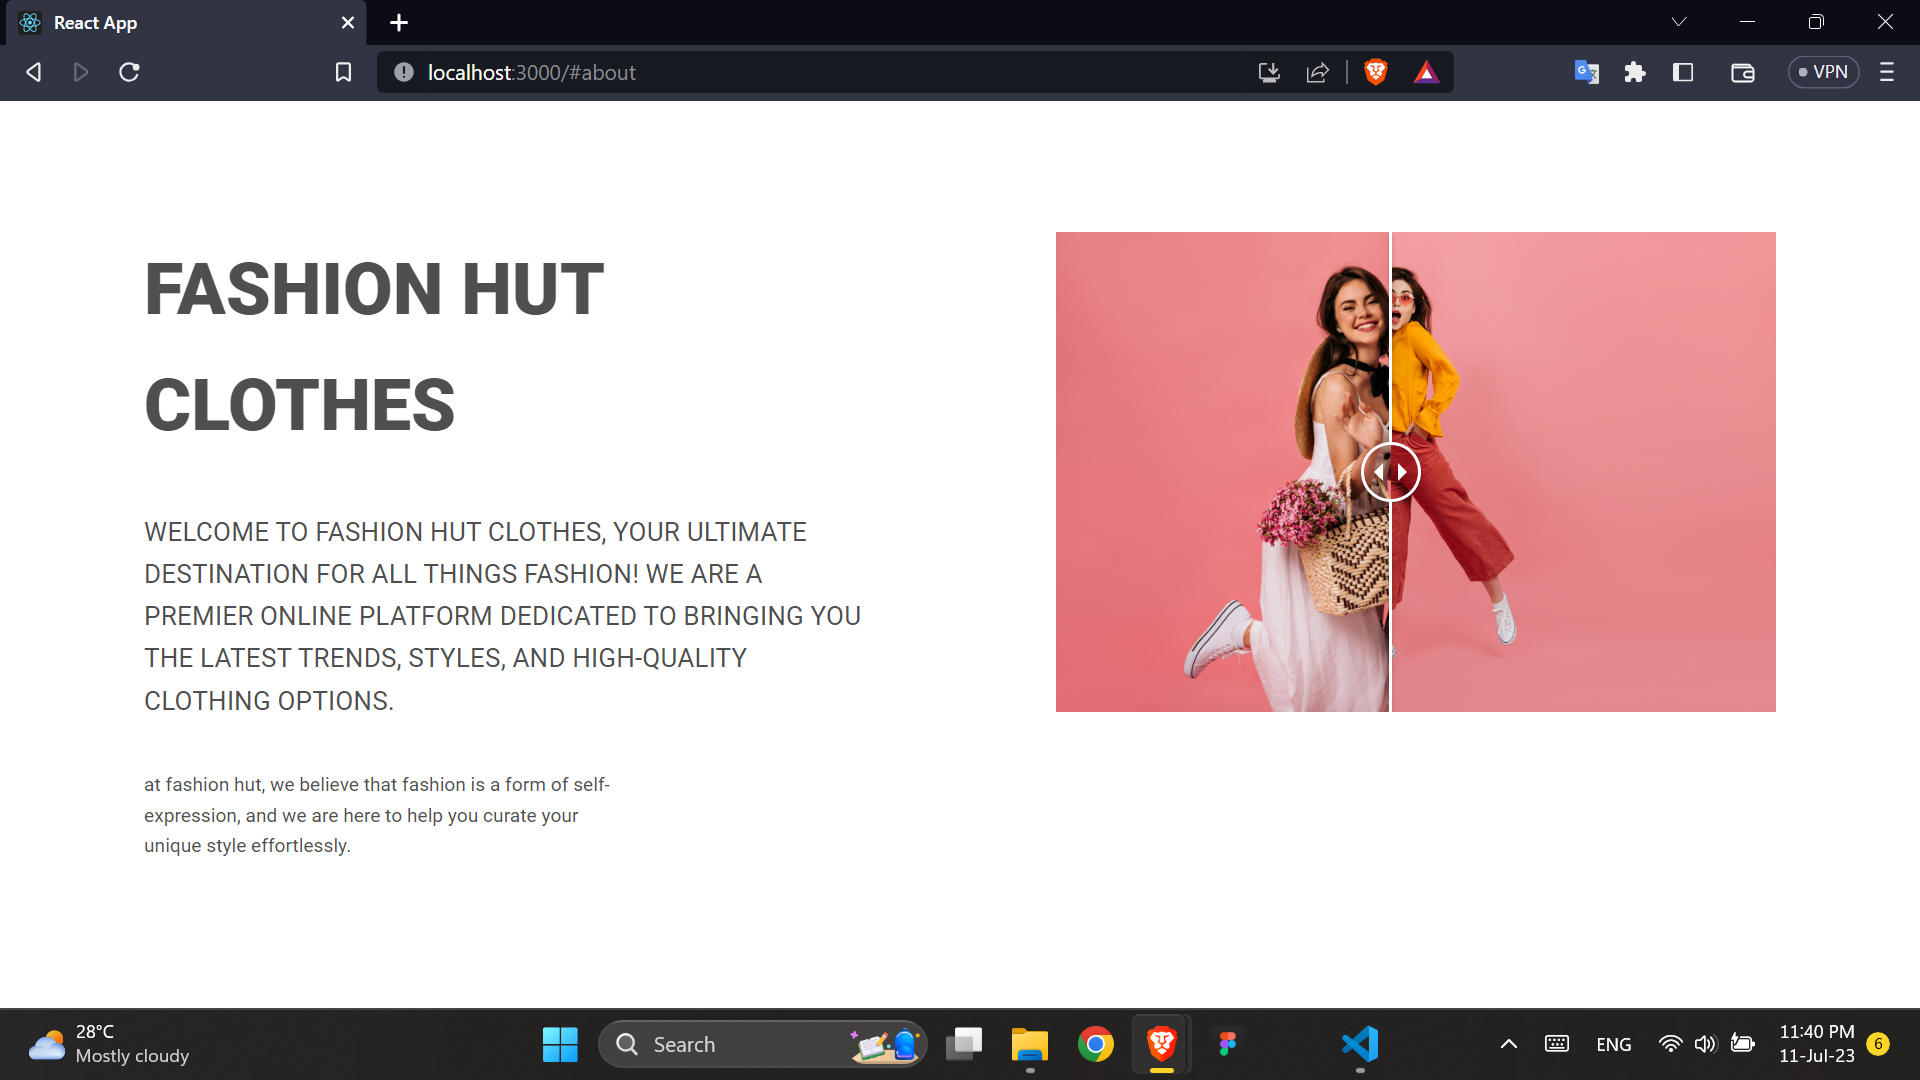 React App
localhost:3000/#about
VPN
FASHION HUT
CLOTHES
WELCOME TO FASHION HUT CLOTHES, YOUR ULTIMATE
DESTINATION FOR ALL THINGS FASHION! WE ARE A
PREMIER ONLINE PLATFORM DEDICATED TO BRINGING YOU
THE LATEST TRENDS, STYLES, AND HIGH-QUALITY
CLOTHING OPTIONS.
at fashion hut, we believe that fashion is a form of self-
expression, and we are here to help you curate your
unique style effortlessly.
28°C
Mostly cloudy
Search
ENG
11:40 PM
11-Jul-23
6